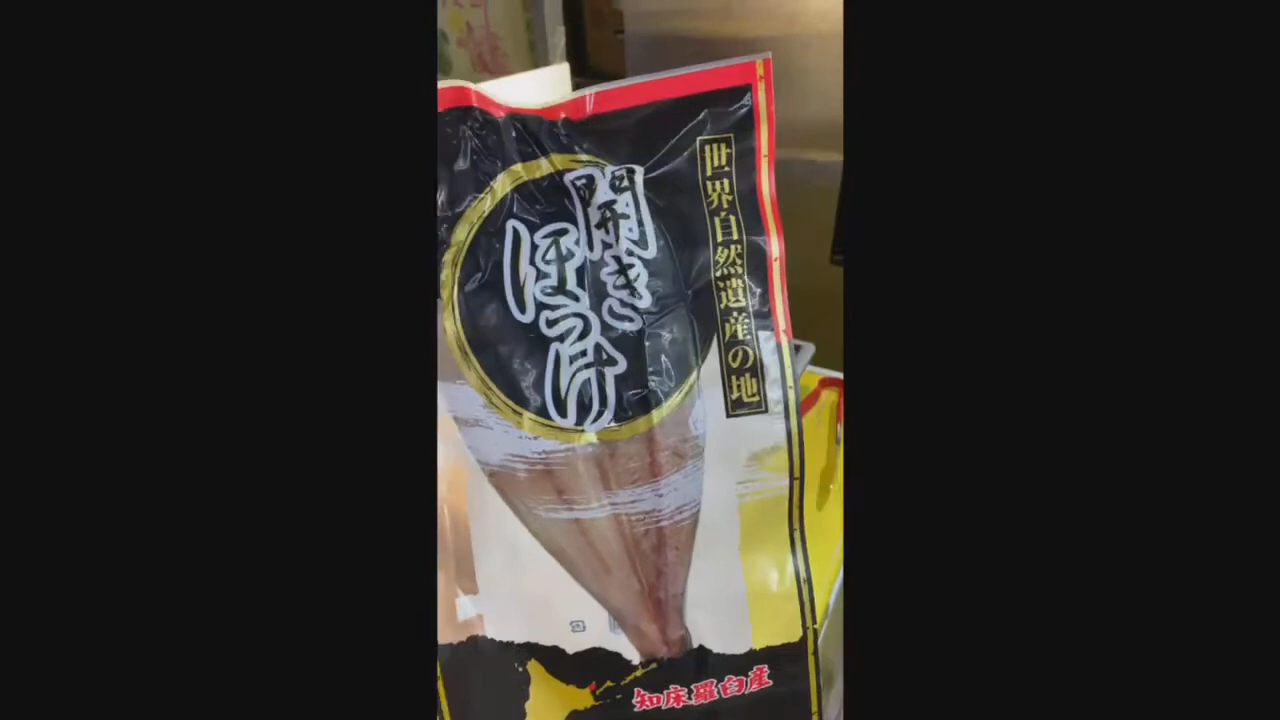 世界自然遺産の地
開き
ほっけ
知床羅臼産